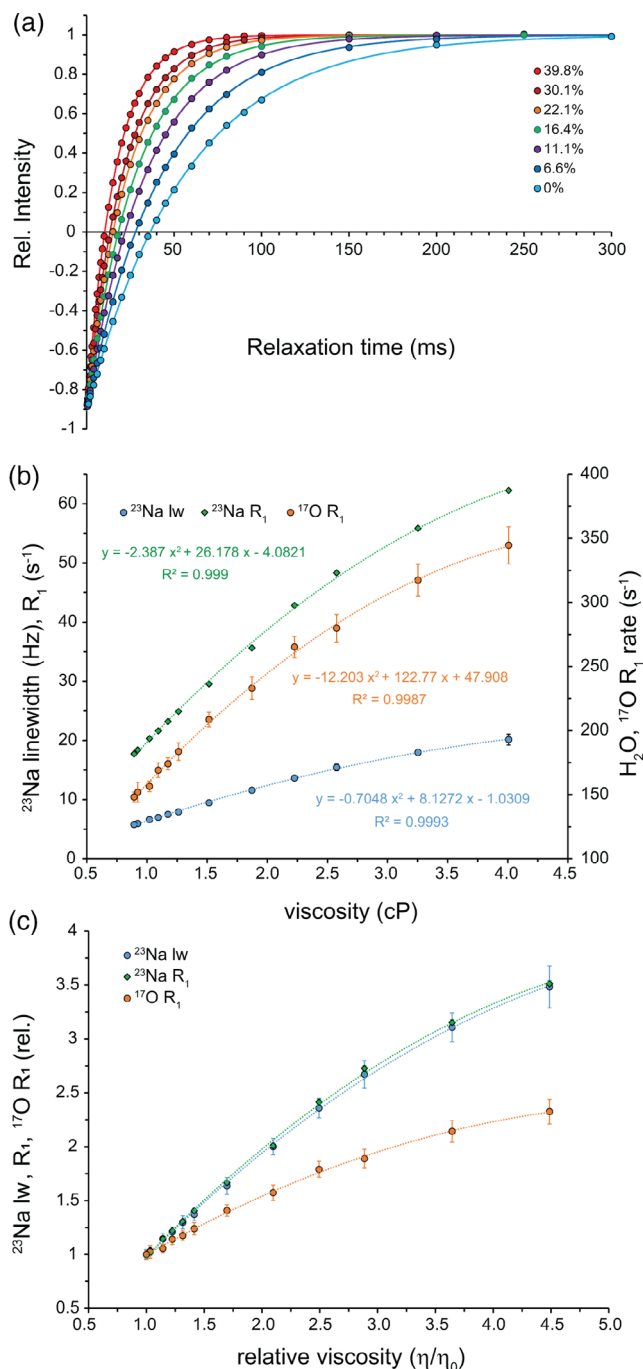 (a)
1
0.8
0.6
0.4
0.2
0
-0.2
-0.4
-0.6
-0.8
-1
Rel. Intensity
50
100
150
200
250
300
Relaxation time (ms)
39.8%
30.1%
22.1%
16.4%
11.1%
6.6%
0%
(b)
²³Na lw
²³Na R₁
¹⁷O R₁
y = -2.387 x² + 26.178 x - 4.0821
R² = 0.999
y = -12.203 x² + 122.77 x + 47.908
R² = 0.9987
y = -0.7048 x² + 8.1272 x - 1.0309
R² = 0.9993
60
50
40
30
20
10
0
²³Na linewidth (Hz), R₁ (s⁻¹)
400
350
300
250
200
150
100
H₂O, ¹⁷O R₁ rate (s⁻¹)
0.5
1.0
1.5
2.0
2.5
3.0
3.5
4.0
4.5
viscosity (cP)
(c)
²³Na lw
²³Na R₁
¹⁷O R₁
4
3.5
3
2.5
2
1.5
1
0.5
²³Na lw, R₁, ¹⁷O R₁ (rel.)
0.5
1.0
1.5
2.0
2.5
3.0
3.5
4.0
4.5
5.0
relative viscosity (η/η₀)